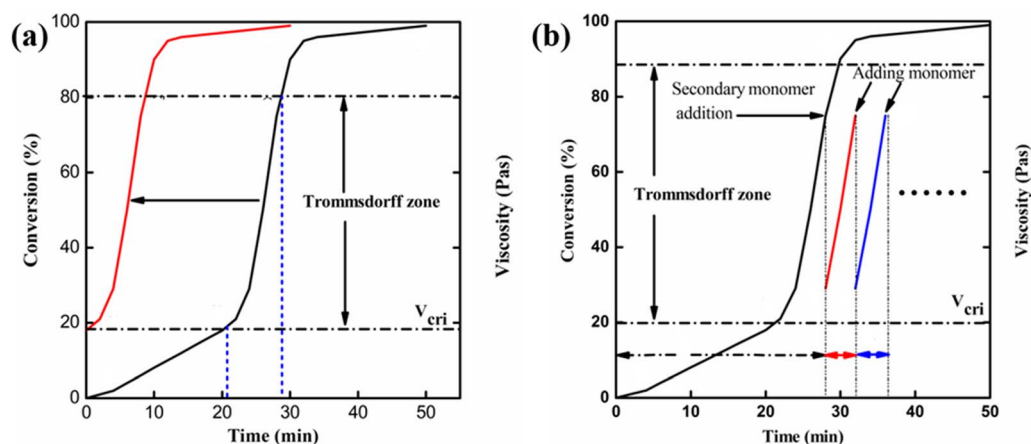 (a)
100
80
60
40
20
0
Conversion (%)
Trommsdorff zone
Vcri
Viscosity (Pas)
0 10 20 30 40 50
Time (min)
(b)
100
80
60
40
20
0
Conversion (%)
Secondary monomer
addition
Adding monomer
Trommsdorff zone
Vcri
Viscosity (Pas)
0 10 20 30 40 50
Time (min)